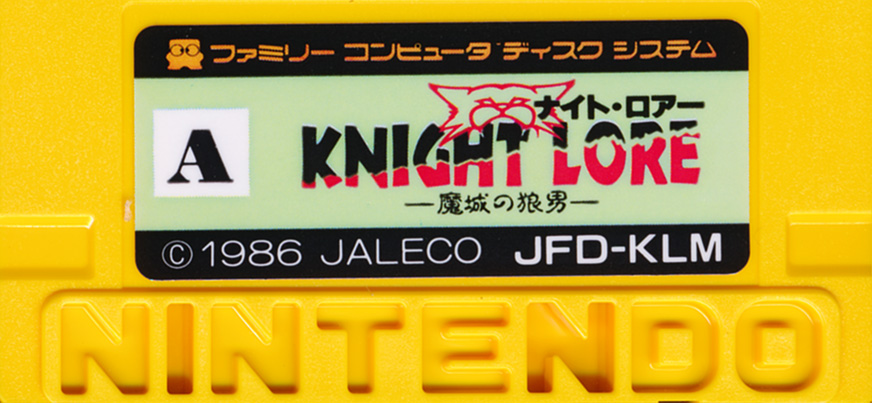 ファミリー コンピュータ ディスク システム
A
ナイト・ロアー
KNIGHT LORE
―魔城の狼男―
© 1986 JALECO JFD-KLM
NINTENDO